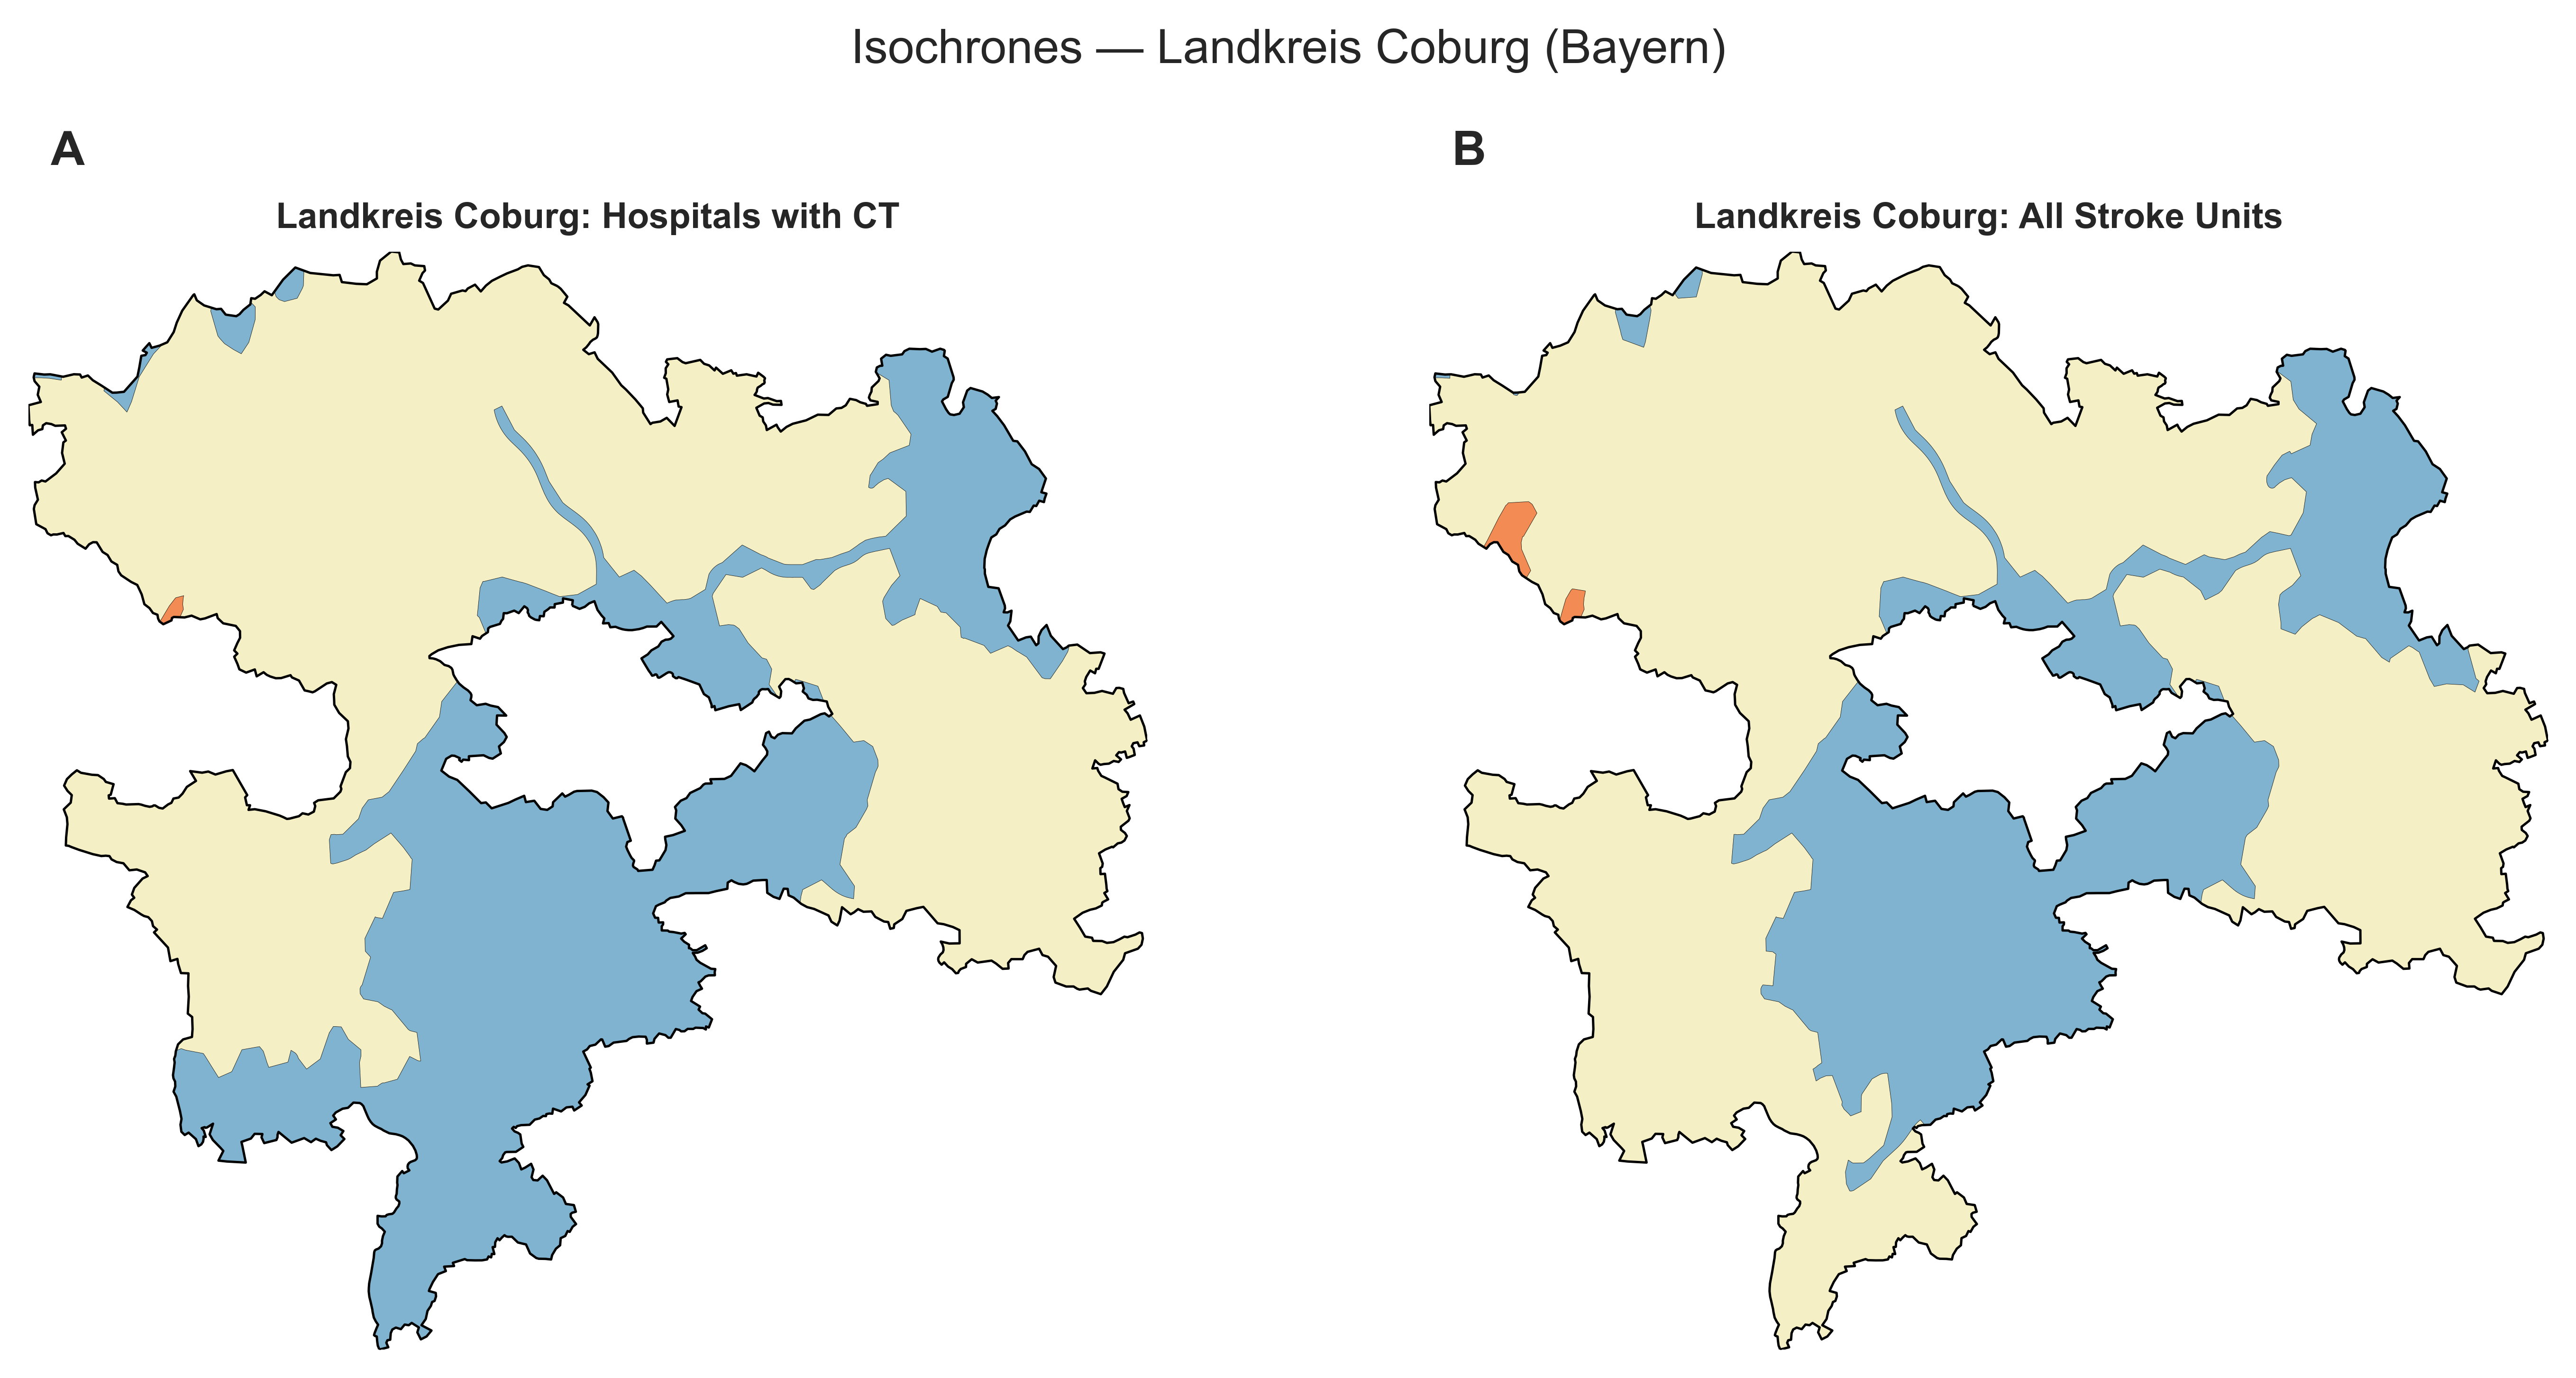 Isochrones — Landkreis Coburg (Bayern)
A
B
Landkreis Coburg: Hospitals with CT
Landkreis Coburg: All Stroke Units